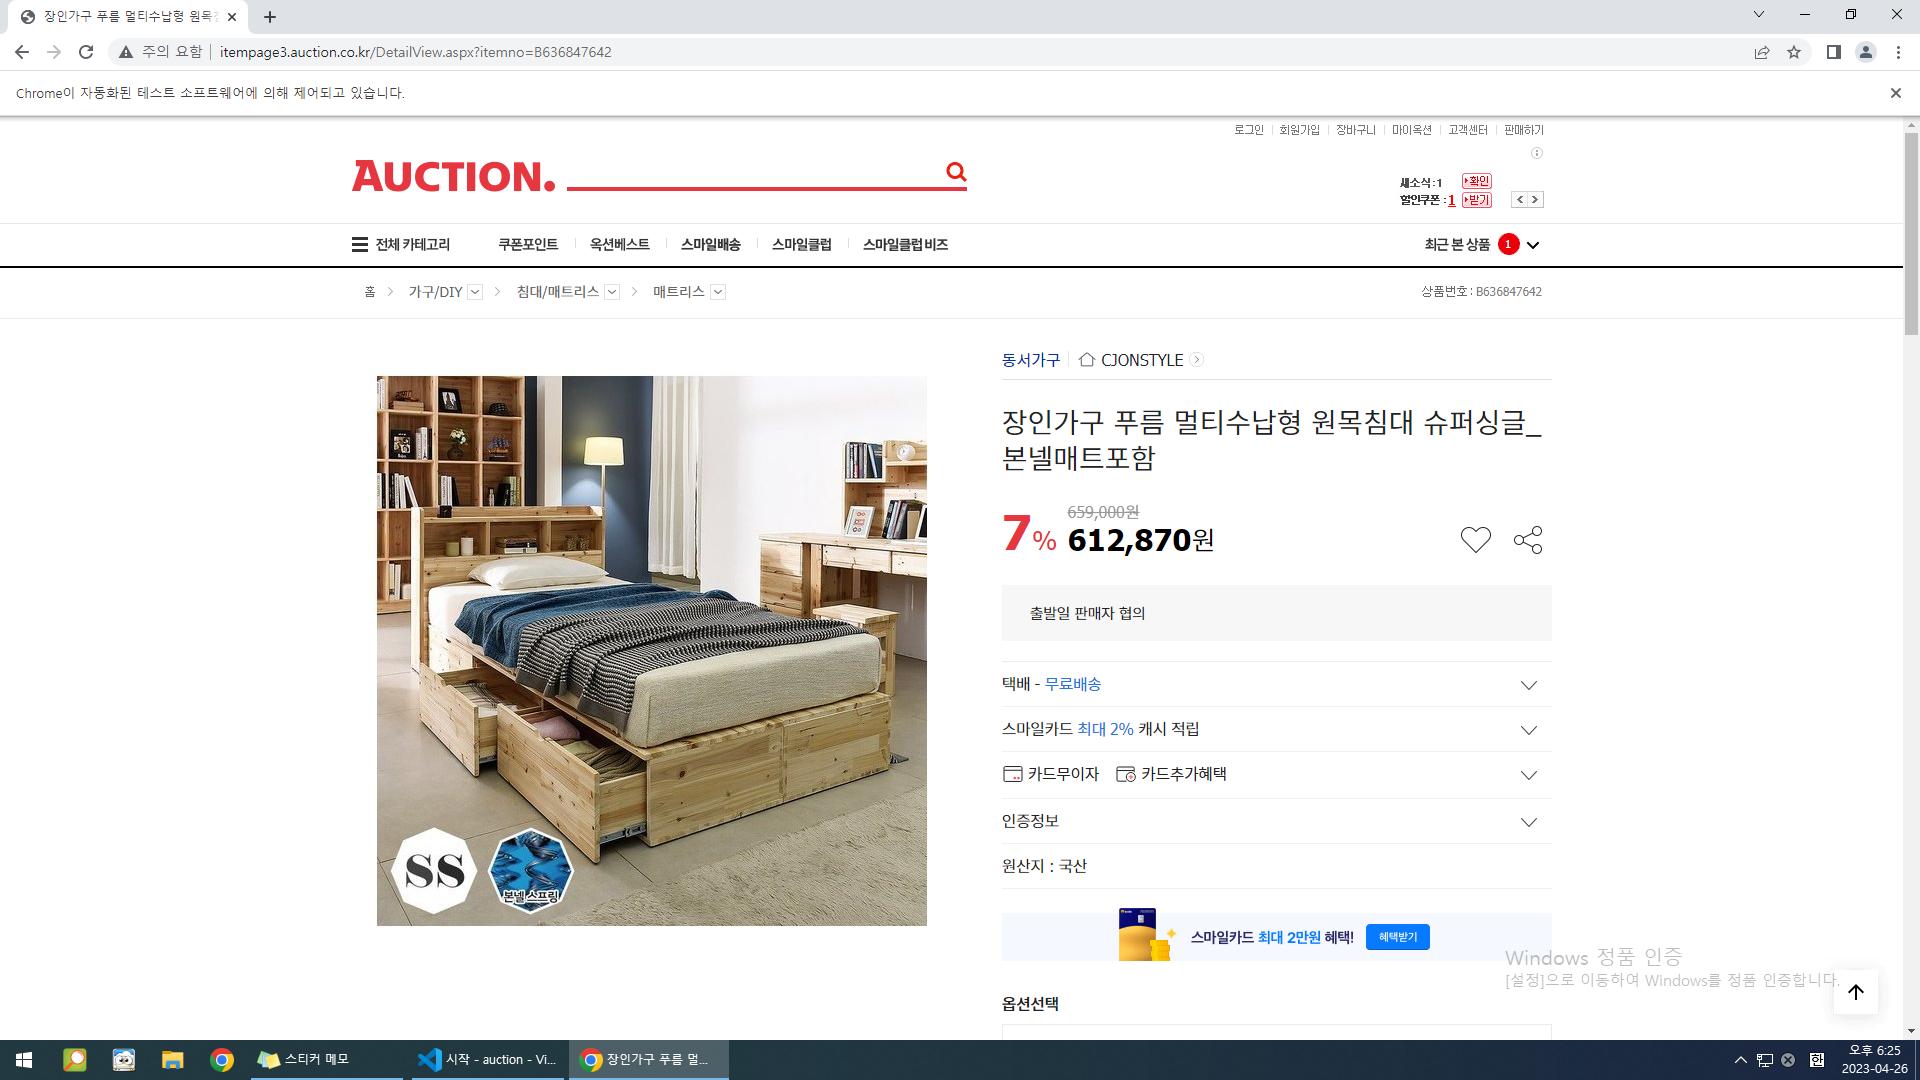 장인가구 푸름 멀티수납형 원목침
주의 요함 | itempage3.auction.co.kr/DetailView.aspx?itemno=B636847642
Chrome이 자동화된 테스트 소프트웨어에 의해 제어되고 있습니다.
로그인 회원가입 장바구니 마이옥션 고객센터 판매하기
AUCTION.
새소식 : 1 확인
할인쿠폰 : 1 받기
전체 카테고리 쿠폰포인트 옥션베스트 스마일배송 스마일클럽 스마일클럽 비즈 최근 본 상품 1
홈 가구/DIY 침대/매트리스 매트리스 상품번호 : B636847642
동서가구 CJONSTYLE
장인가구 푸름 멀티수납형 원목침대 슈퍼싱글_
본넬매트포함
659,000원
7% 612,870원
출발일 판매자 협의
택배 - 무료배송
스마일카드 최대 2% 캐시 적립
카드무이자 카드추가혜택
인증정보
원산지 : 국산
SS 본넬스프링
스마일카드 최대 2만원 혜택! 혜택받기
Windows 정품 인증
[설정]으로 이동하여 Windows를 정품 인증합니다.
옵션선택
스티커 메모
시작 - auction - Vi...
장인가구 푸름 멀...
한
오후 6:25
2023-04-26